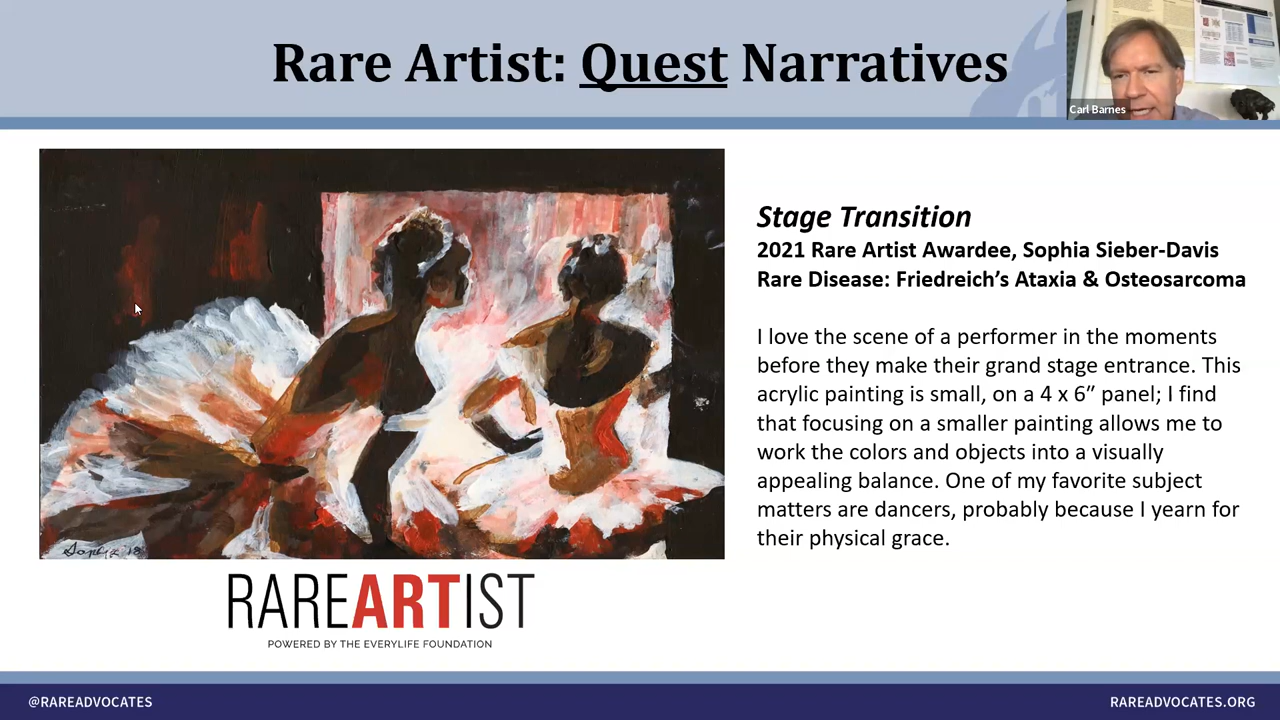 Rare Artist: Quest Narratives
Carl Barnes
Stage Transition
2021 Rare Artist Awardee, Sophia Sieber-Davis
Rare Disease: Friedreich’s Ataxia & Osteosarcoma
I love the scene of a performer in the moments
before they make their grand stage entrance. This
acrylic painting is small, on a 4 x 6” panel; I find
that focusing on a smaller painting allows me to
work the colors and objects into a visually
appealing balance. One of my favorite subject
matters are dancers, probably because I yearn for
their physical grace.
Sophia '18
RAREARTIST
POWERED BY THE EVERYLIFE FOUNDATION
@RAREADVOCATES
RAREADVOCATES.ORG